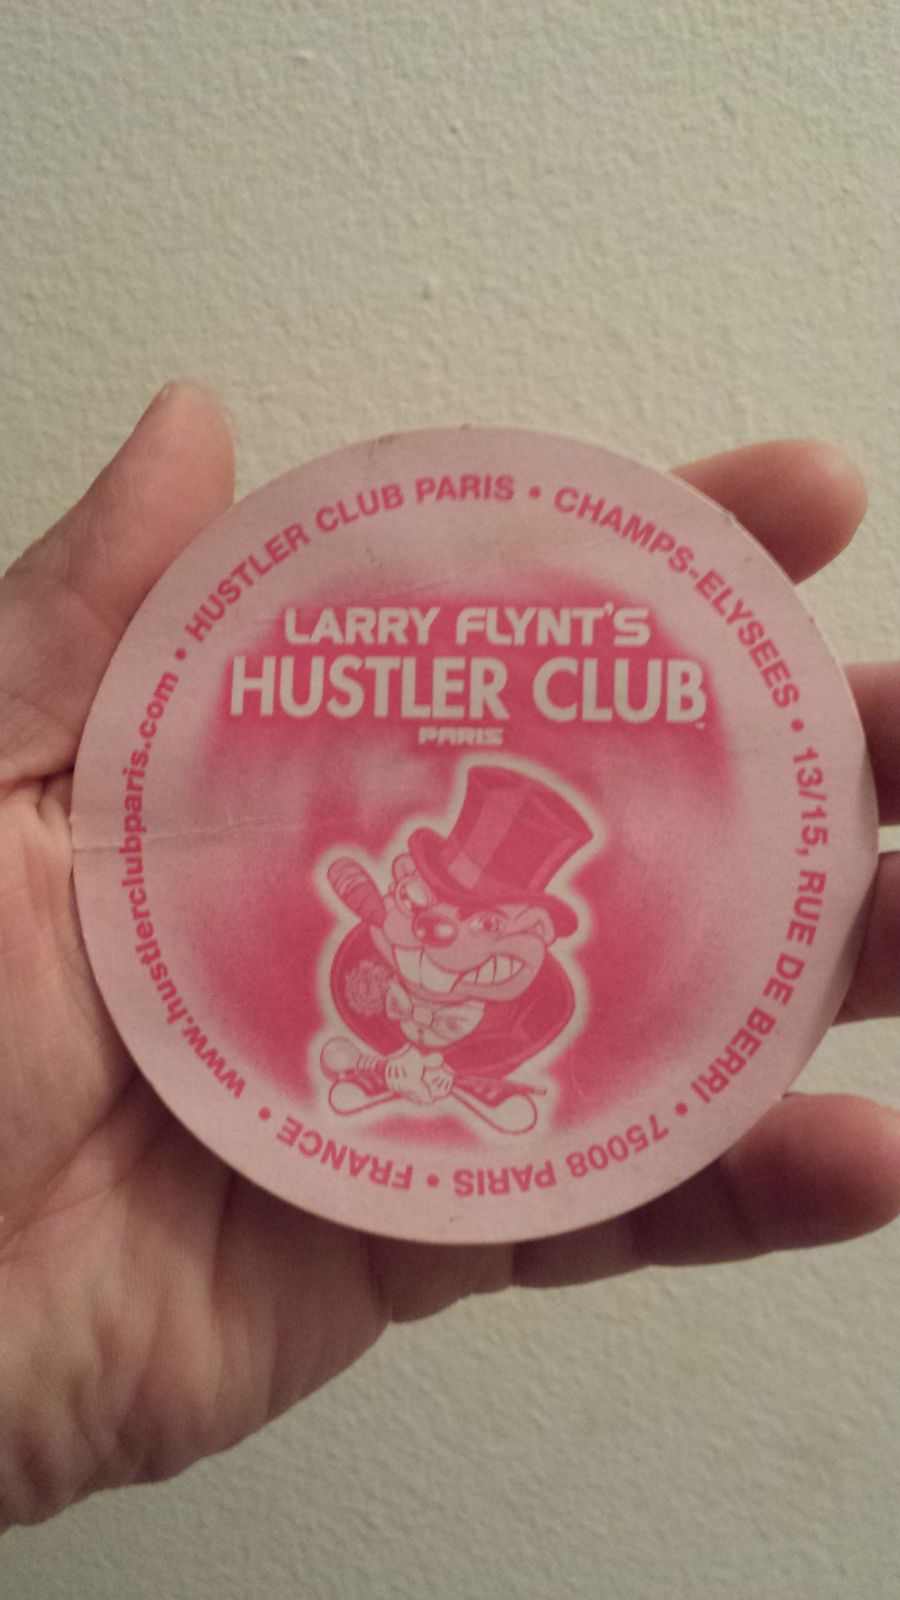 HUSTLER CLUB PARIS • CHAMPS-ELYSEES • 13/15, RUE DE BERRI • 75008 PARIS • FRANCE • www.hustlerclubparis.com •
LARRY FLYNT'S
HUSTLER CLUB
PARIS